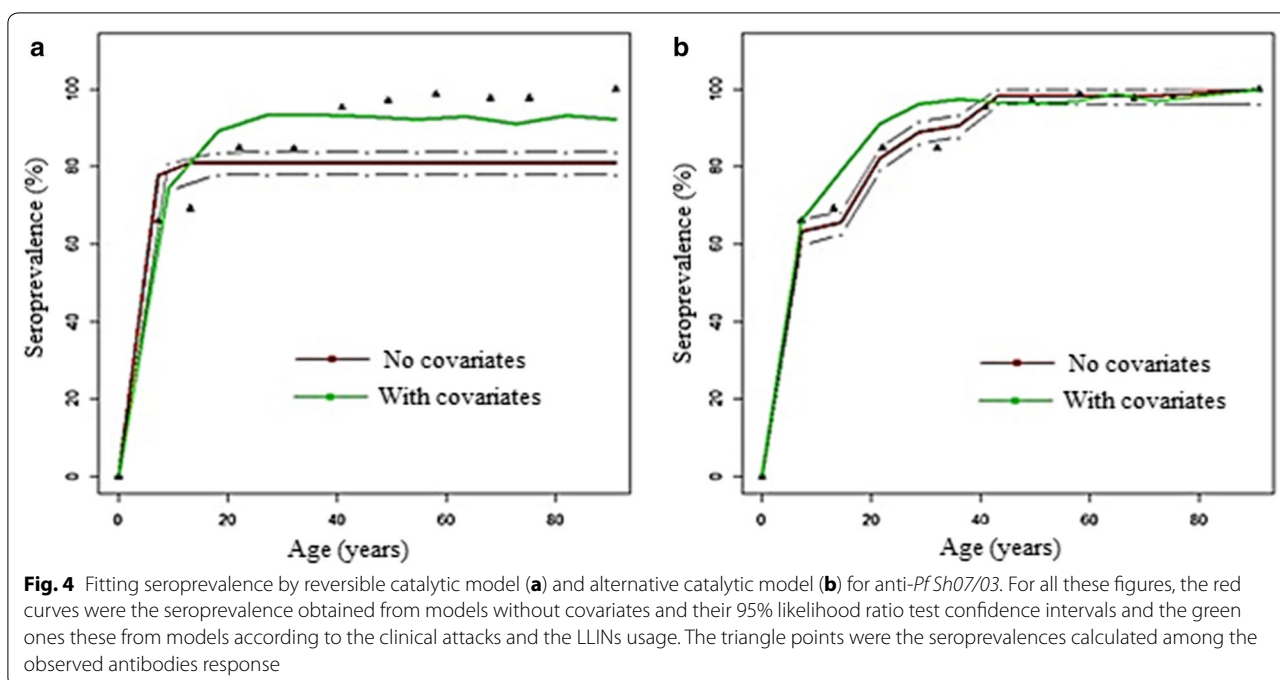 a
Seroprevalence (%)
100
80
60
40
20
0
No covariates
With covariates
0 20 40 60 80
Age (years)
b
Seroprevalence (%)
100
80
60
40
20
0
No covariates
With covariates
0 20 40 60 80
Age (years)
Fig. 4 Fitting seroprevalence by reversible catalytic model (a) and alternative catalytic model (b) for anti-Pf Sh07/03. For all these figures, the red
curves were the seroprevalence obtained from models without covariates and their 95% likelihood ratio test confidence intervals and the green
ones these from models according to the clinical attacks and the LLINs usage. The triangle points were the seroprevalences calculated among the
observed antibodies response